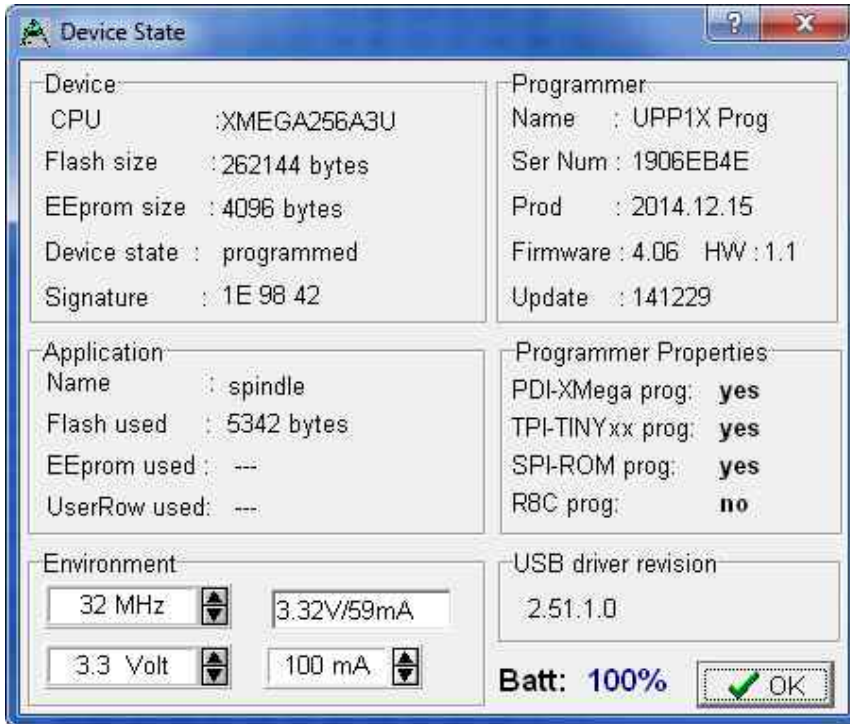 Device State
Device
CPU :XMEGA256A3U
Flash size : 262144 bytes
EEprom size : 4096 bytes
Device state : programmed
Signature : 1E 98 42
Programmer
Name : UPP1X Prog
Ser Num : 1906EB4E
Prod : 2014.12.15
Firmware : 4.06 HW : 1.1
Update : 141229
Application
Name : spindle
Flash used : 5342 bytes
EEprom used : ---
UserRow used: ---
Programmer Properties
PDI-XMega prog: yes
TPI-TINYxx prog: yes
SPI-ROM prog: yes
R8C prog: no
Environment
32 MHz 3.32V/59mA
3.3 Volt 100 mA
USB driver revision
2.51.1.0
Batt: 100% OK